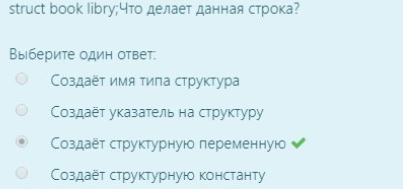 struct book libry;Что делает данная строка?
Выберите один ответ:
Создаёт имя типа структура
Создаёт указатель на структуру
Создаёт структурную переменную
Создаёт структурную константу